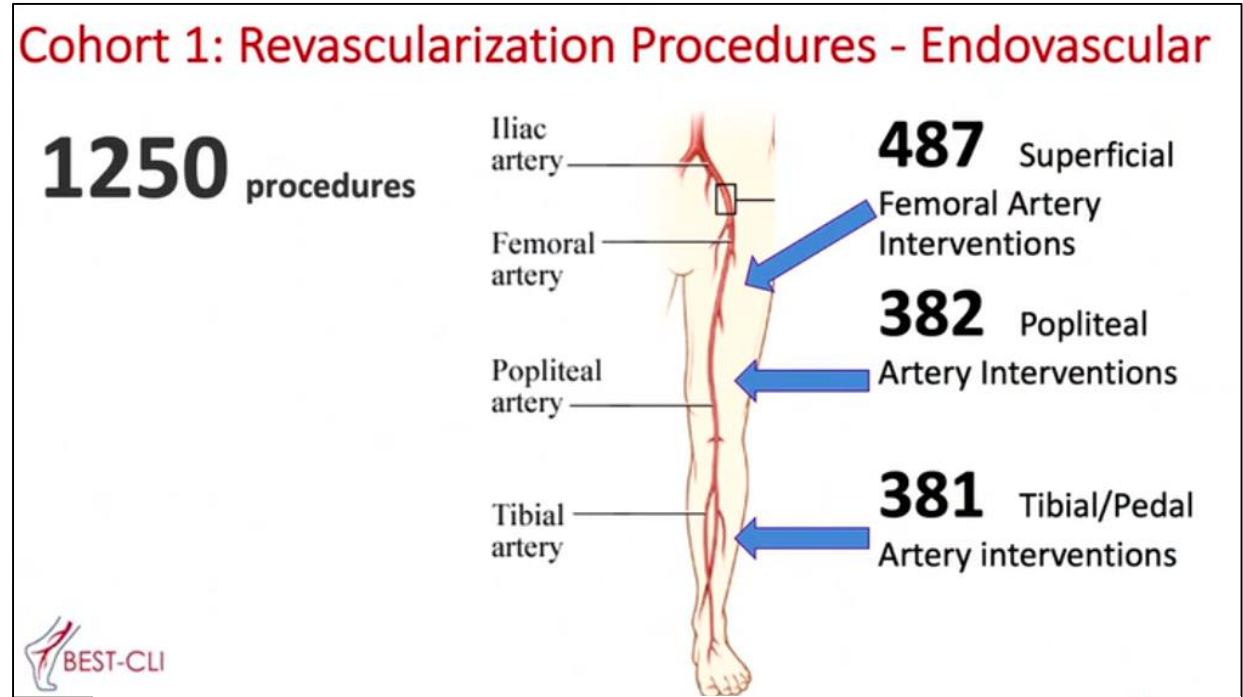 Cohort 1: Revascularization Procedures - Endovascular
1250 procedures
Iliac
artery
Femoral
artery
Popliteal
artery
Tibial
artery
487 Superficial
Femoral Artery
Interventions
382 Popliteal
Artery Interventions
381 Tibial/Pedal
Artery interventions
BEST-CLI